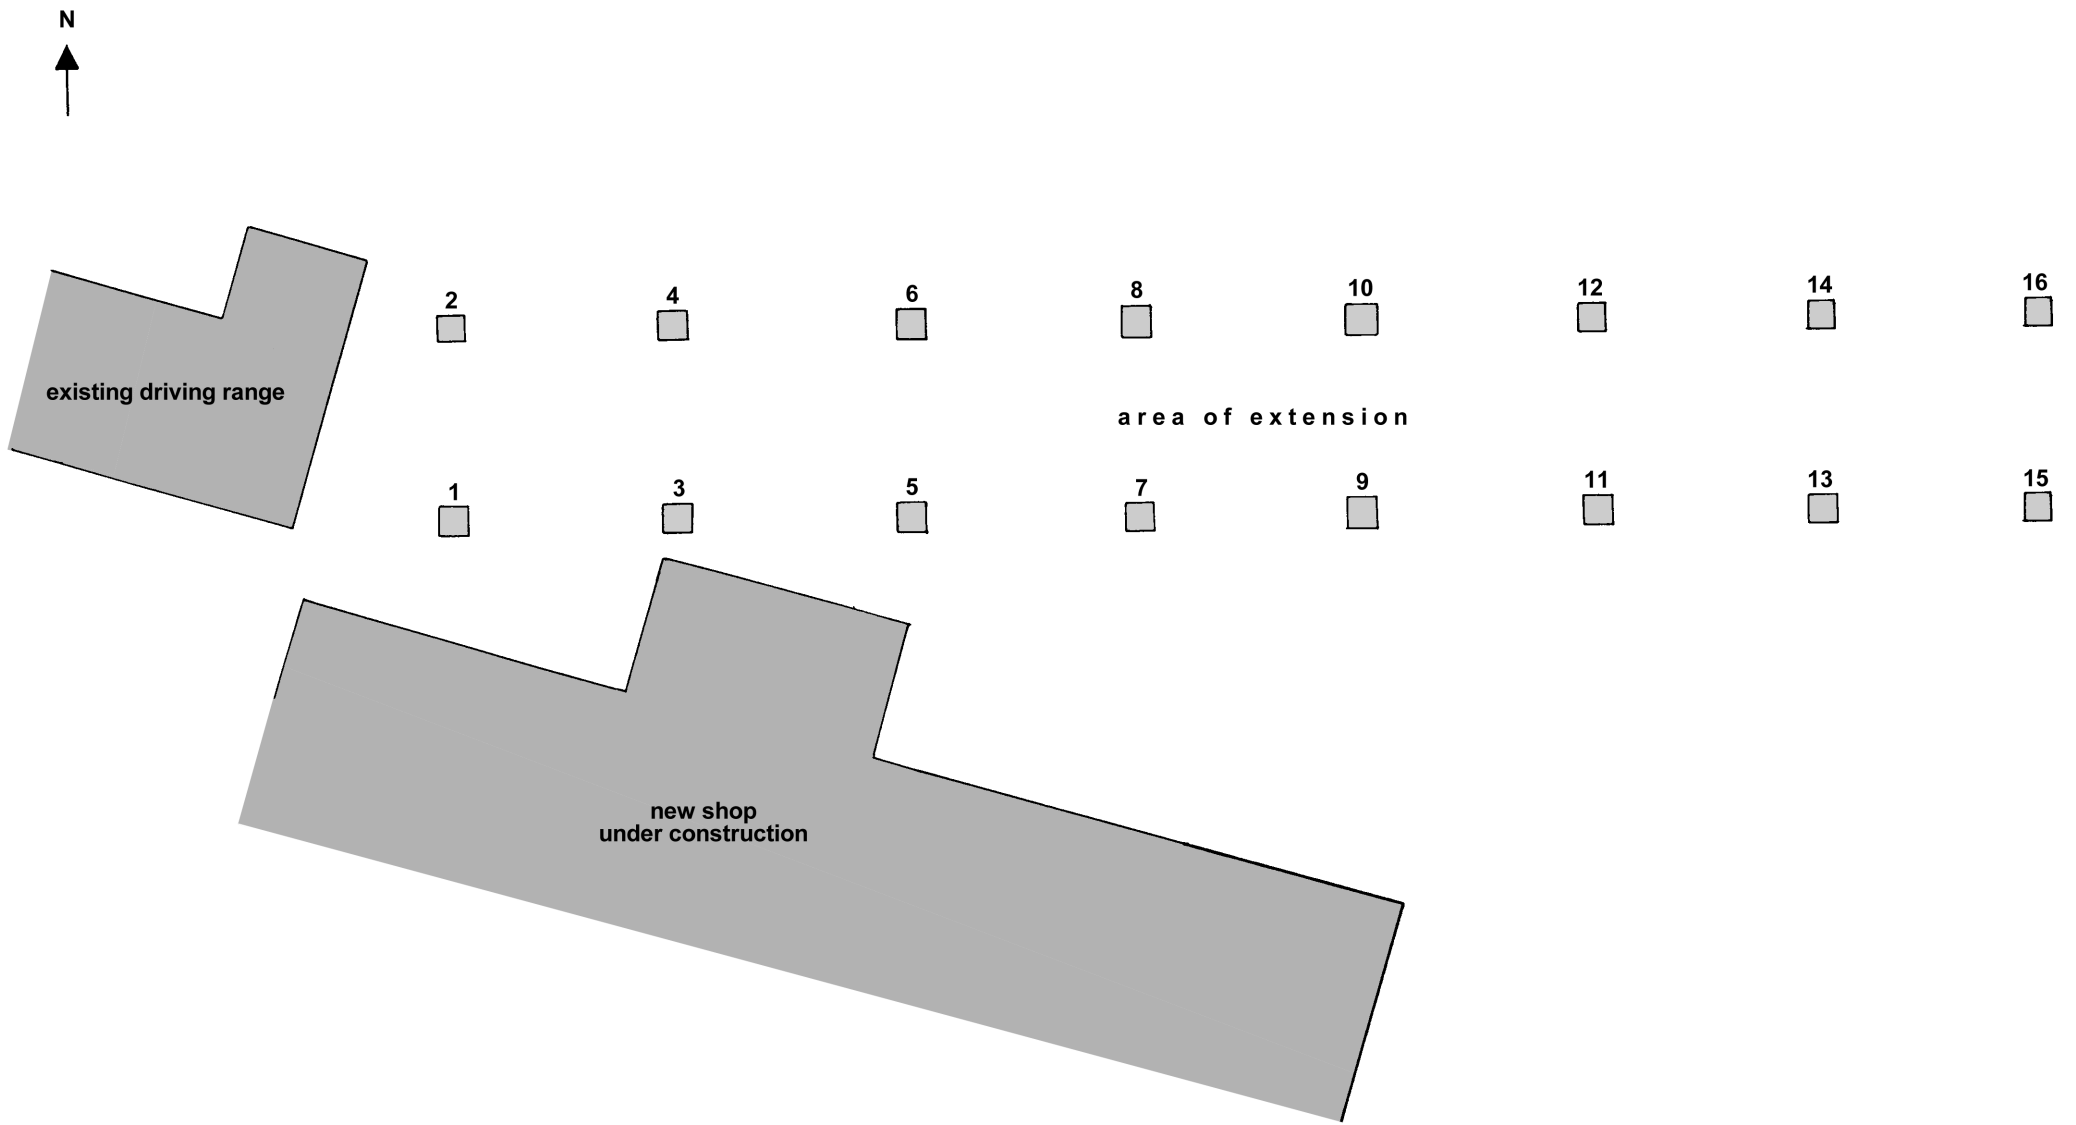 N
2 4 6 8 10 12 14 16
existing driving range
area of extension
1 3 5 7 9 11 13 15
new shop
under construction